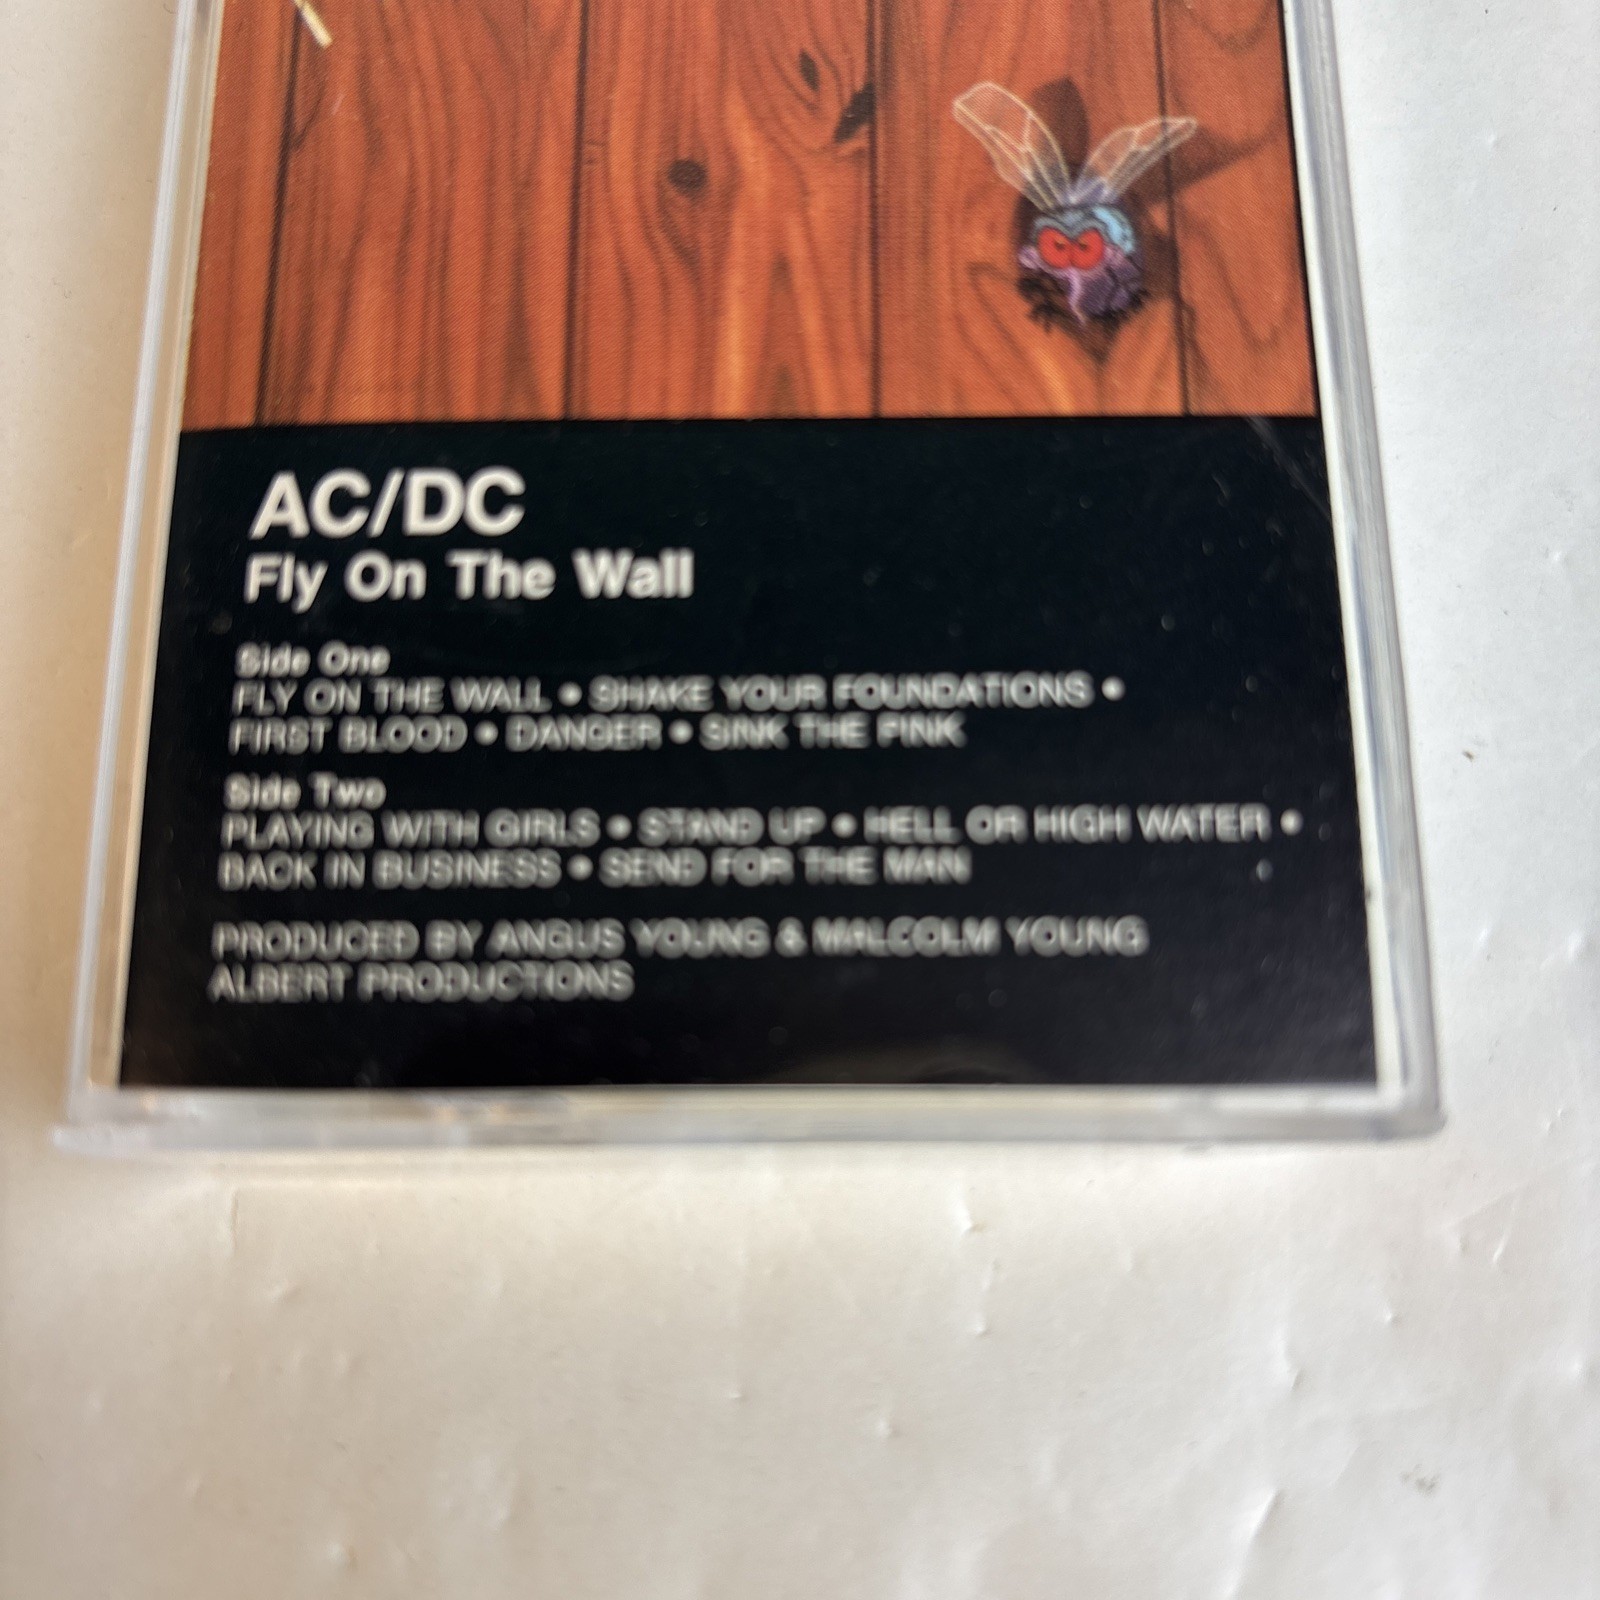 AC/DC
Fly On The Wall
Side One
FLY ON THE WALL • SHAKE YOUR FOUNDATIONS •
FIRST BLOOD • DANGER • SINK THE PINK
Side Two
PLAYING WITH GIRLS • STAND UP • HELL OR HIGH WATER •
BACK IN BUSINESS • SEND FOR THE MAN
PRODUCED BY ANGUS YOUNG & MALCOLM YOUNG
ALBERT PRODUCTIONS